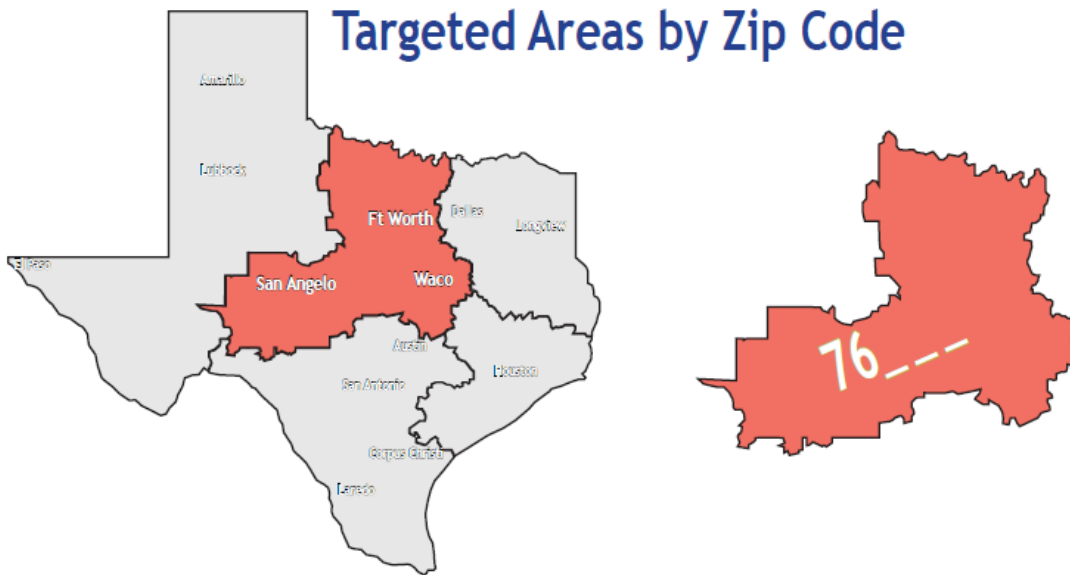 Targeted Areas by Zip Code
Amarillo
Lubbock
Ft Worth
Dallas
Longview
El Paso
San Angelo
Waco
Austin
Houston
San Antonio
Corpus Christi
Laredo
76_ _ _